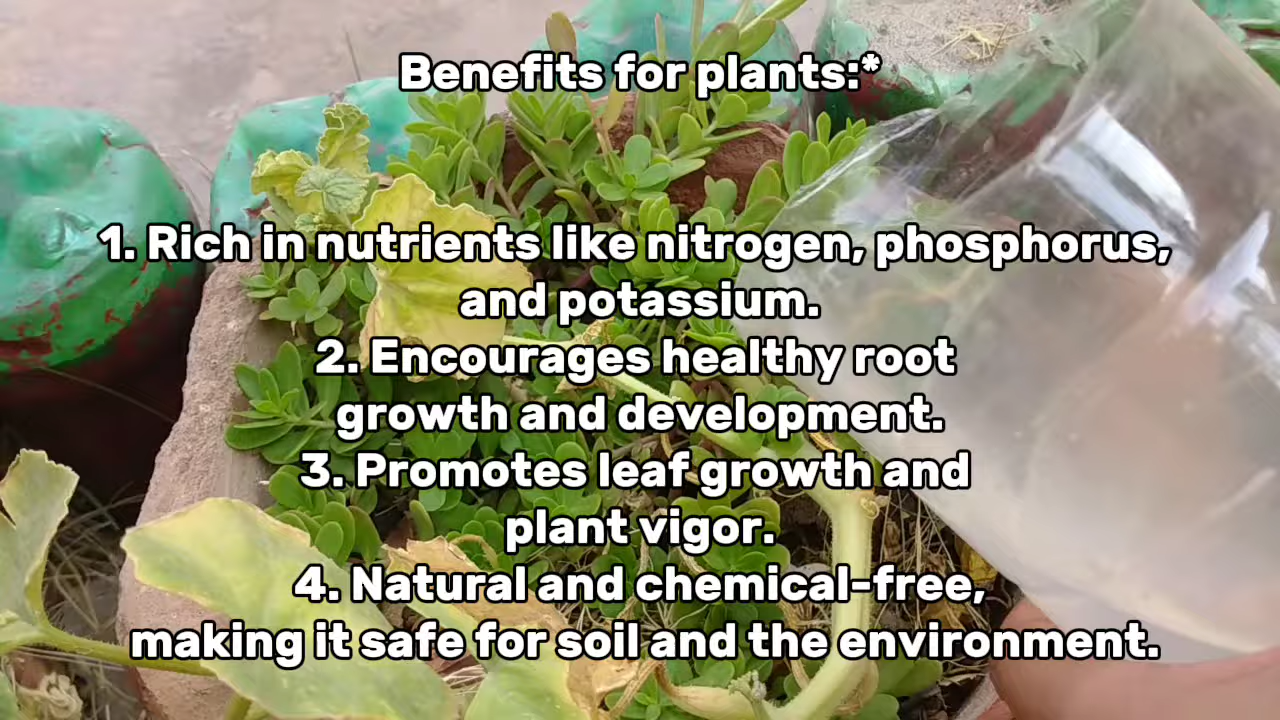 Benefits for plants:*
1. Rich in nutrients like nitrogen, phosphorus,
and potassium.
2. Encourages healthy root
growth and development.
3. Promotes leaf growth and
plant vigor.
4. Natural and chemical-free,
making it safe for soil and the environment.